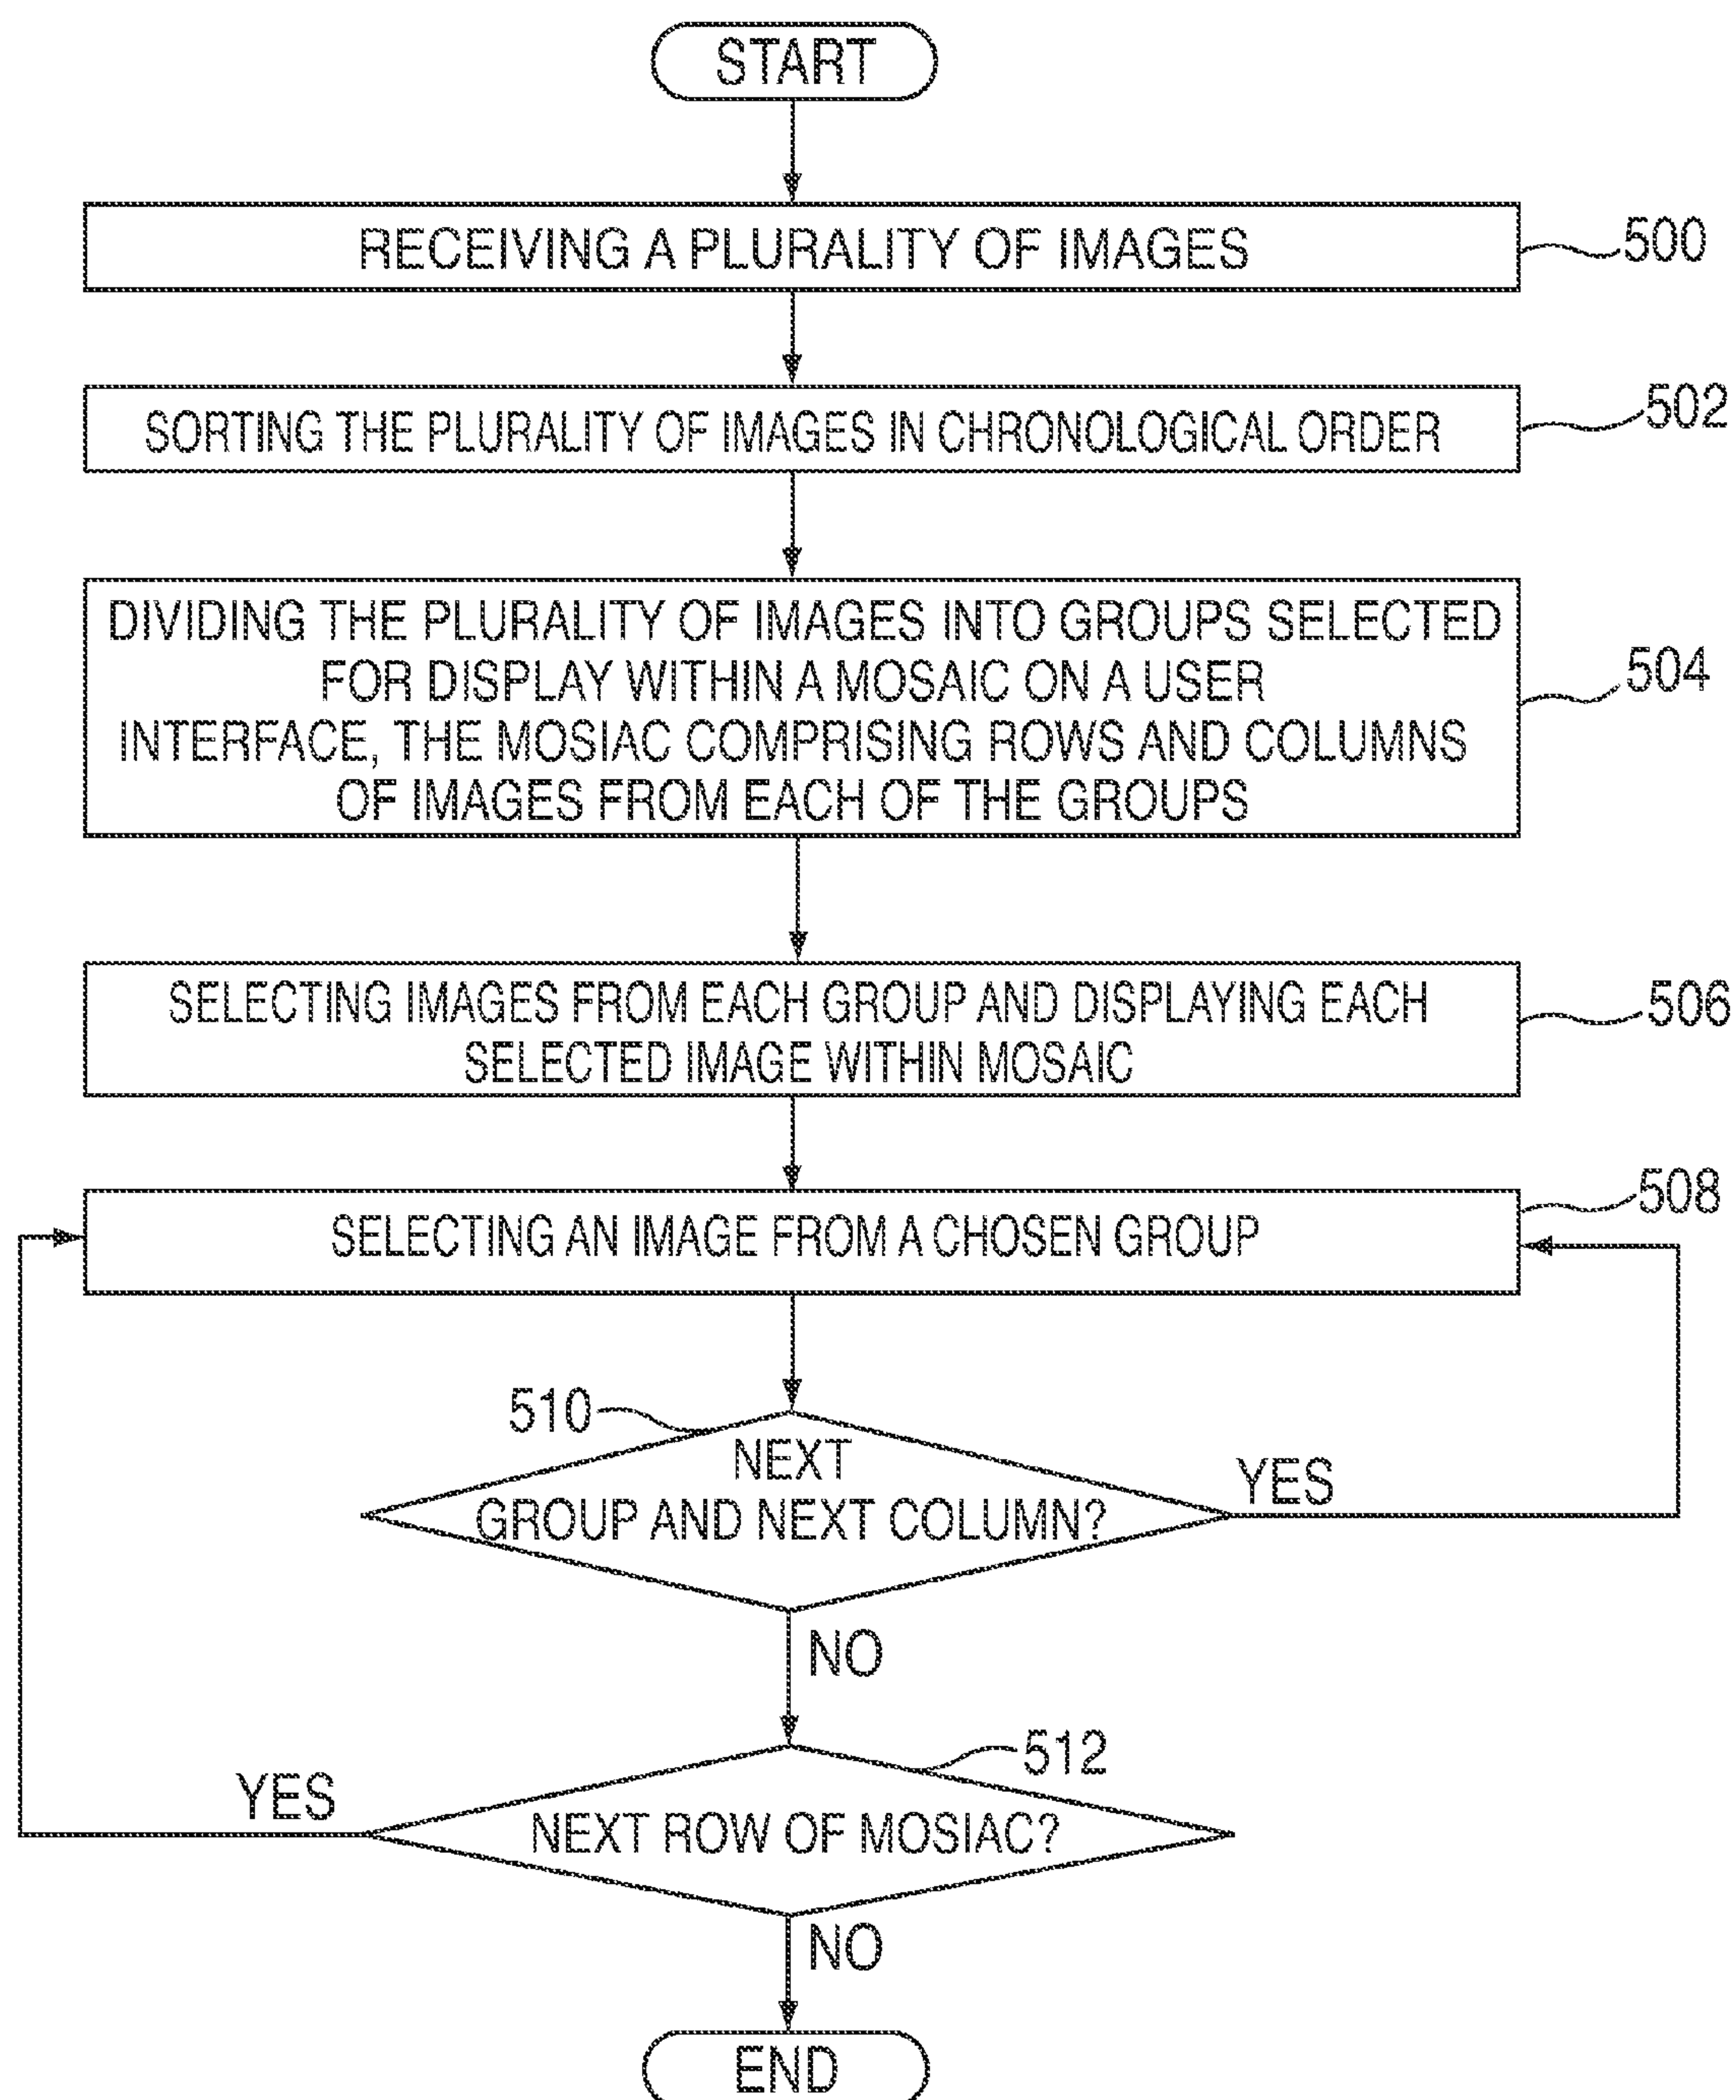 START
RECEIVING A PLURALITY OF IMAGES
500
SORTING THE PLURALITY OF IMAGES IN CHRONOLOGICAL ORDER
502
DIVIDING THE PLURALITY OF IMAGES INTO GROUPS SELECTED
FOR DISPLAY WITHIN A MOSAIC ON A USER
INTERFACE, THE MOSIAC COMPRISING ROWS AND COLUMNS
OF IMAGES FROM EACH OF THE GROUPS
504
SELECTING IMAGES FROM EACH GROUP AND DISPLAYING EACH
SELECTED IMAGE WITHIN MOSAIC
506
SELECTING AN IMAGE FROM A CHOSEN GROUP
508
510
NEXT
GROUP AND NEXT COLUMN?
YES
NO
512
YES
NEXT ROW OF MOSIAC?
NO
END